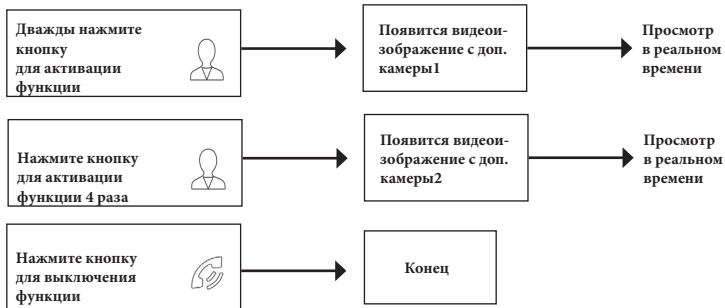 Дважды нажмите
кнопку
для активации
функции
Появится видеои-
зображение с доп.
камеры1
Просмотр
в реальном
времени
Нажмите кнопку
для активации
функции 4 раза
Появится видеои-
зображение с доп.
камеры2
Просмотр
в реальном
времени
Нажмите кнопку
для выключения
функции
Конец